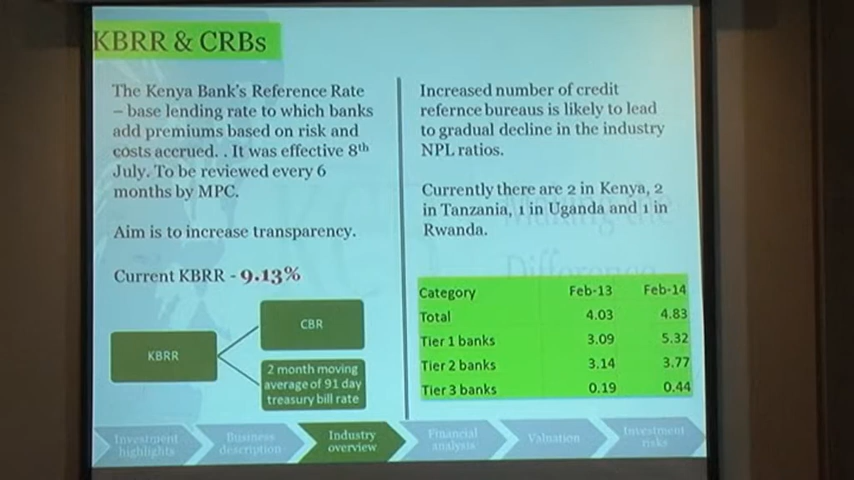 KBRR & CRBs
The Kenya Bank's Reference Rate
– base lending rate to which banks
add premiums based on risk and
costs accrued. . It was effective 8th
July. To be reviewed every 6
months by MPC.
Aim is to increase transparency.
Current KBRR - 9.13%
KBRR
CBR
2 month moving
average of 91 day
treasury bill rate
Increased number of credit
refernce bureaus is likely to lead
to gradual decline in the industry
NPL ratios.
Currently there are 2 in Kenya, 2
in Tanzania, 1 in Uganda and 1 in
Rwanda.
Category Feb-13 Feb-14
Total 4.03 4.83
Tier 1 banks 3.09 5.32
Tier 2 banks 3.14 3.77
Tier 3 banks 0.19 0.44
Investment
highlights
Business
description
Industry
overview
Financial
analysis
Valuation
Investment
risks